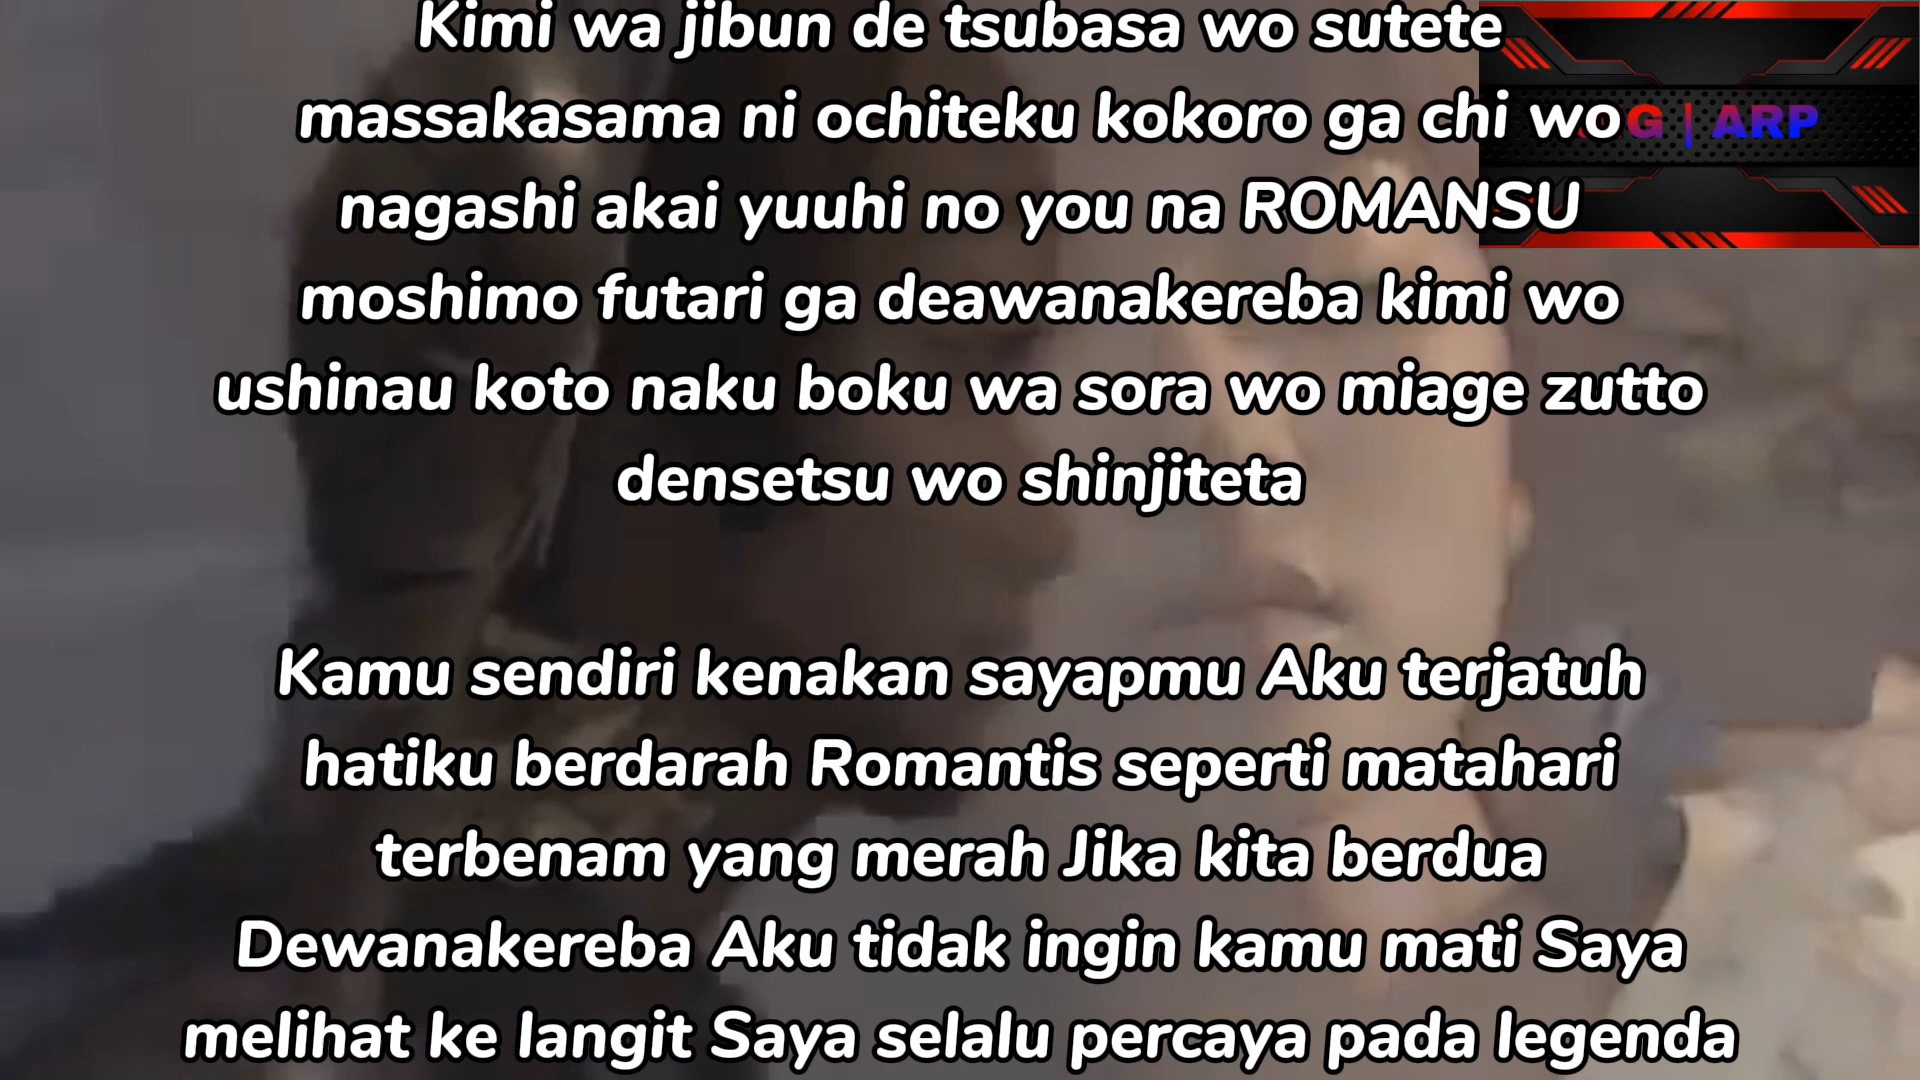 Kimi wa jibun de tsubasa wo sutete
massakasama ni ochiteku kokoro ga chi wo
G | ARP
nagashi akai yuuhi no you na ROMANSU
moshimo futari ga deawanakereba kimi wo
ushinau koto naku boku wa sora wo miage zutto
densetsu wo shinjiteta
Kamu sendiri kenakan sayapmu Aku terjatuh
hatiku berdarah Romantis seperti matahari
terbenam yang merah Jika kita berdua
Dewanakereba Aku tidak ingin kamu mati Saya
melihat ke langit Saya selalu percaya pada legenda